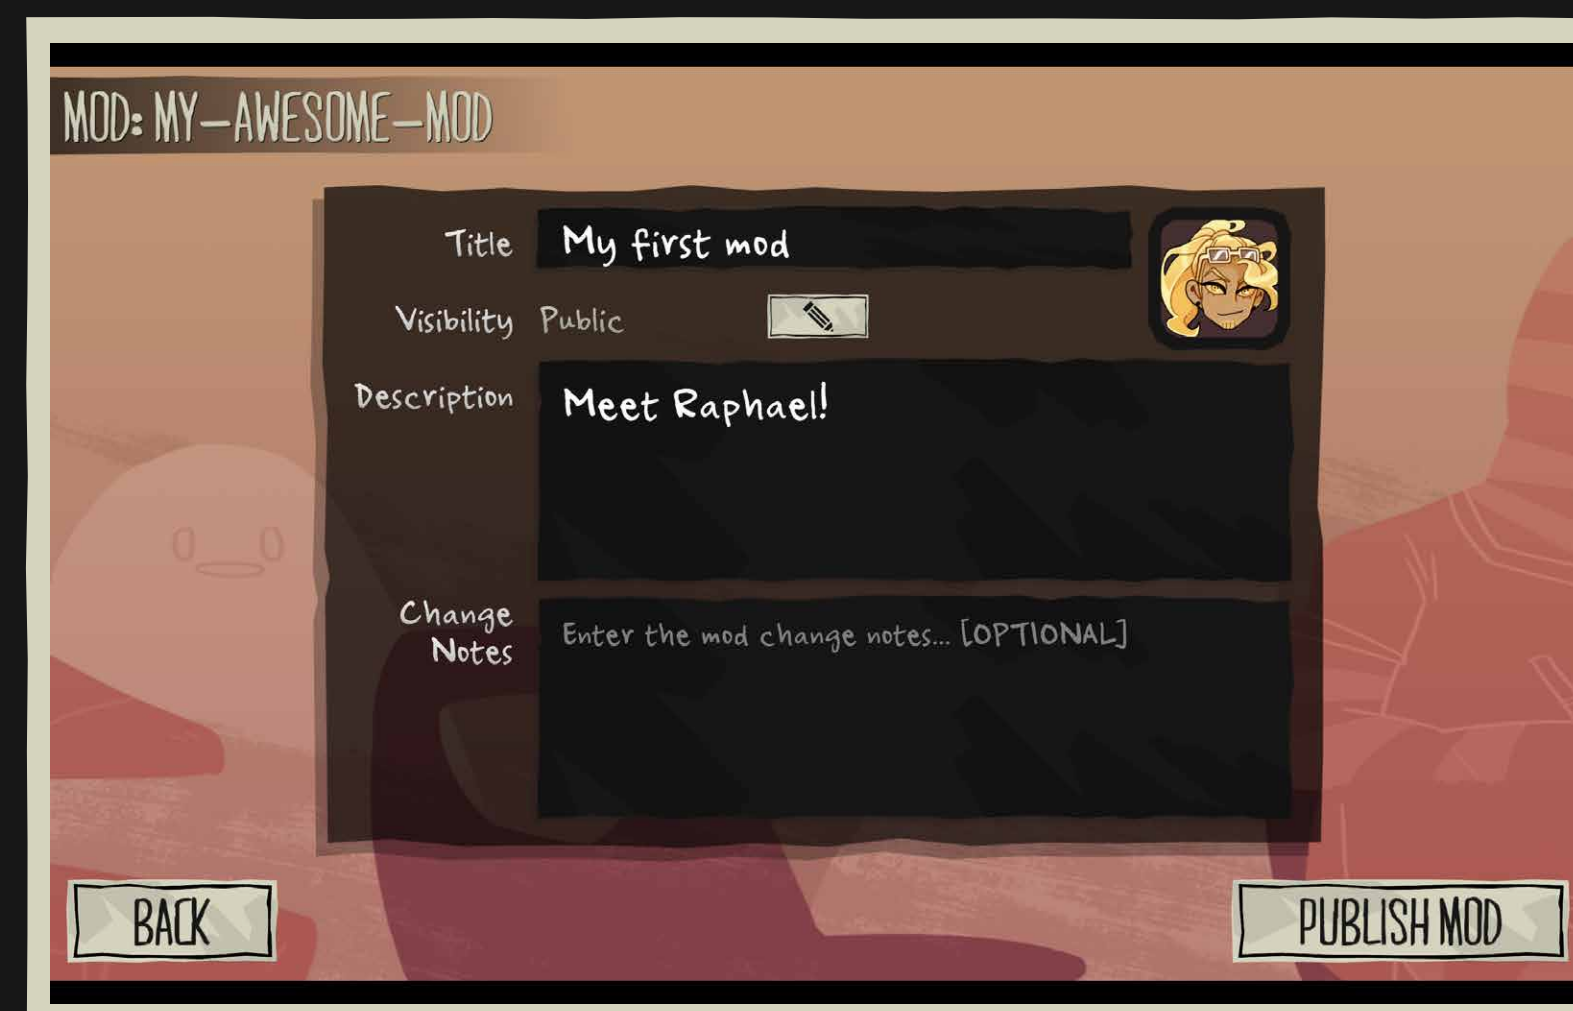 MOD: MY-AWESOME-MOD
Title My first mod
Visibility Public
Description Meet Raphael!
Change
Notes
Enter the mod change notes... [OPTIONAL]
BACK
PUBLISH MOD